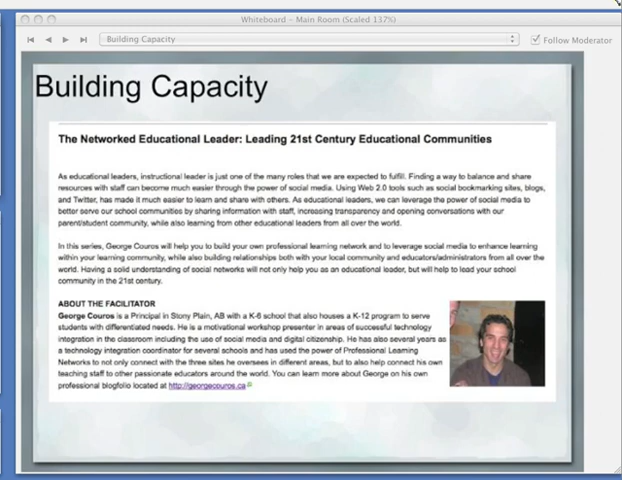 Whiteboard - Main Room (Scaled 137%)
Building Capacity
Follow Moderator
Building Capacity
The Networked Educational Leader: Leading 21st Century Educational Communities
As educational leaders, instructional leader is just one of the many roles that we are expected to fulfill. Finding a way to balance and share
resources with staff can become much easier through the power of social media. Using Web 2.0 tools such as social bookmarking sites, blogs,
and Twitter, has made it much easier to learn and share with others. As educational leaders, we can leverage the power of social media to
better serve our school communities by sharing information with staff, increasing transparency and opening conversations with our
parent/student community, while also learning from other educational leaders from all over the world.
In this series, George Couros will help you to build your own professional learning network and to leverage social media to enhance learning
within your learning community, while also building relationships both with your local community and educators/administrators from all over the
world. Having a solid understanding of social networks will not only help you as an educational leader, but will help to lead your school
community in the 21st century.
ABOUT THE FACILITATOR
George Couros is a Principal in Stony Plain, AB with a K-6 school that also houses a K-12 program to serve
students with differentiated needs. He is a motivational workshop presenter in areas of successful technology
integration in the classroom including the use of social media and digital citizenship. He has also several years as
a technology integration coordinator for several schools and has used the power of Professional Learning
Networks to not only connect with the three sites he oversees in different areas, but to also help connect his own
teaching staff to other passionate educators around the world. You can learn more about George on his own
professional blogfolio located at http://georgecouros.ca